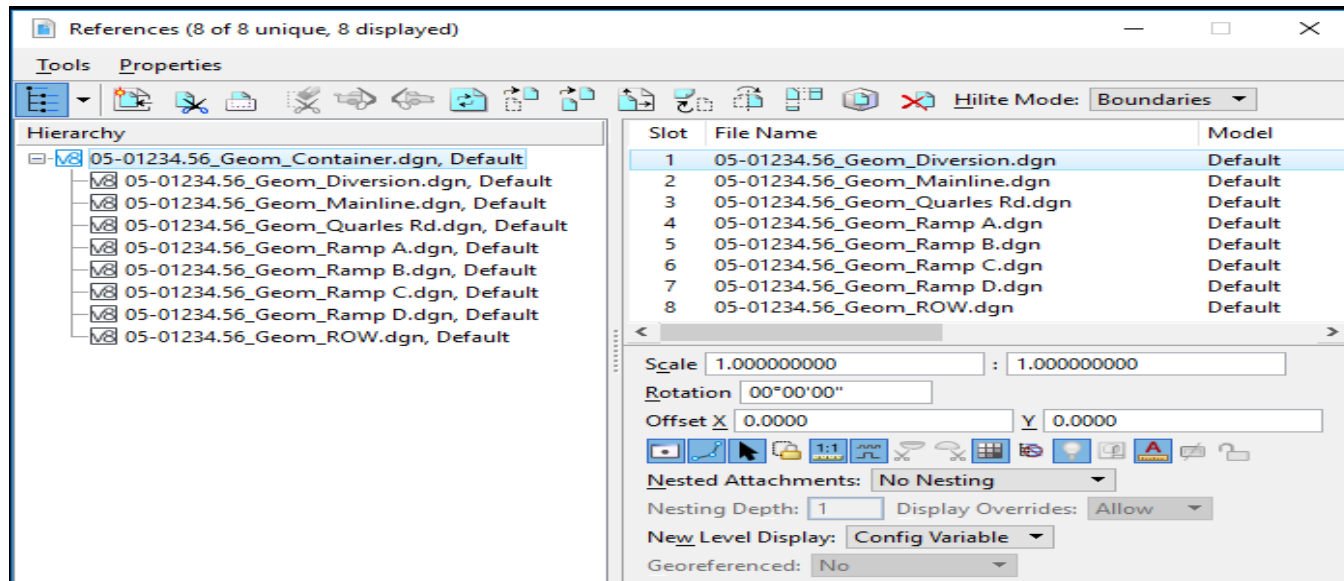 References (8 of 8 unique, 8 displayed)
Tools Properties
Hilite Mode: Boundaries
Hierarchy
05-01234.56_Geom_Container.dgn, Default
05-01234.56_Geom_Diversion.dgn, Default
05-01234.56_Geom_Mainline.dgn, Default
05-01234.56_Geom_Quarles Rd.dgn, Default
05-01234.56_Geom_Ramp A.dgn, Default
05-01234.56_Geom_Ramp B.dgn, Default
05-01234.56_Geom_Ramp C.dgn, Default
05-01234.56_Geom_Ramp D.dgn, Default
05-01234.56_Geom_ROW.dgn, Default
Slot File Name Model
1 05-01234.56_Geom_Diversion.dgn Default
2 05-01234.56_Geom_Mainline.dgn Default
3 05-01234.56_Geom_Quarles Rd.dgn Default
4 05-01234.56_Geom_Ramp A.dgn Default
5 05-01234.56_Geom_Ramp B.dgn Default
6 05-01234.56_Geom_Ramp C.dgn Default
7 05-01234.56_Geom_Ramp D.dgn Default
8 05-01234.56_Geom_ROW.dgn Default
Scale 1.000000000 : 1.000000000
Rotation 00°00'00"
Offset X 0.0000 Y 0.0000
1:1 A
Nested Attachments: No Nesting
Nesting Depth: 1 Display Overrides: Allow
New Level Display: Config Variable
Georeferenced: No